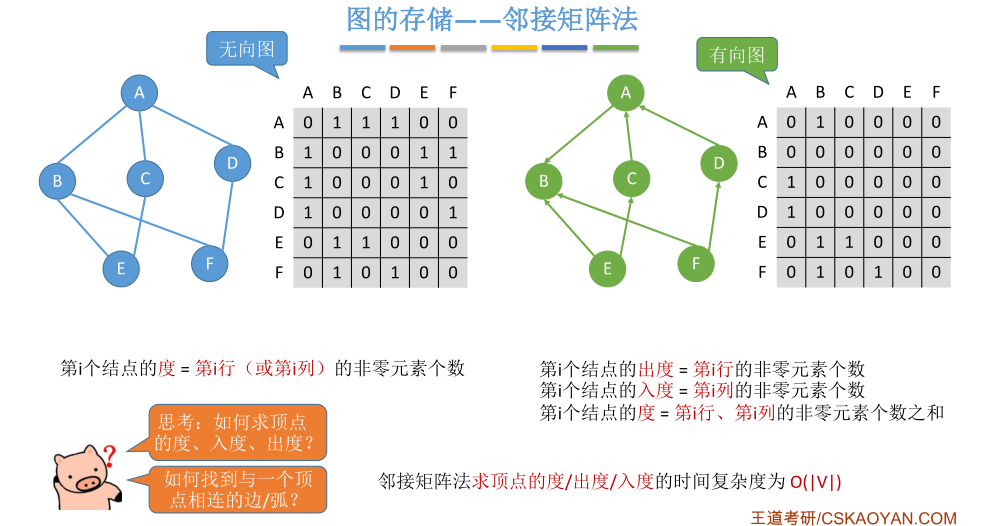 图的存储——邻接矩阵法
无向图
A
B
C
D
E
F
A B C D E F
A 0 1 1 1 0 0
B 1 0 0 0 1 1
C 1 0 0 0 1 0
D 1 0 0 0 0 1
E 0 1 1 0 0 0
F 0 1 0 1 0 0
有向图
A
B
C
D
E
F
A B C D E F
A 0 1 0 0 0 0
B 0 0 0 0 0 0
C 1 0 0 0 0 0
D 1 0 0 0 0 0
E 0 1 1 0 0 0
F 0 1 0 1 0 0
第i个结点的度 = 第i行（或第i列）的非零元素个数
第i个结点的出度 = 第i行的非零元素个数
第i个结点的入度 = 第i列的非零元素个数
第i个结点的度 = 第i行、第i列的非零元素个数之和
思考：如何求顶点
的度、入度、出度？
如何找到与一个顶
点相连的边/弧？
?
邻接矩阵法求顶点的度/出度/入度的时间复杂度为 O(|V|)
王道考研/CSKAOYAN.COM